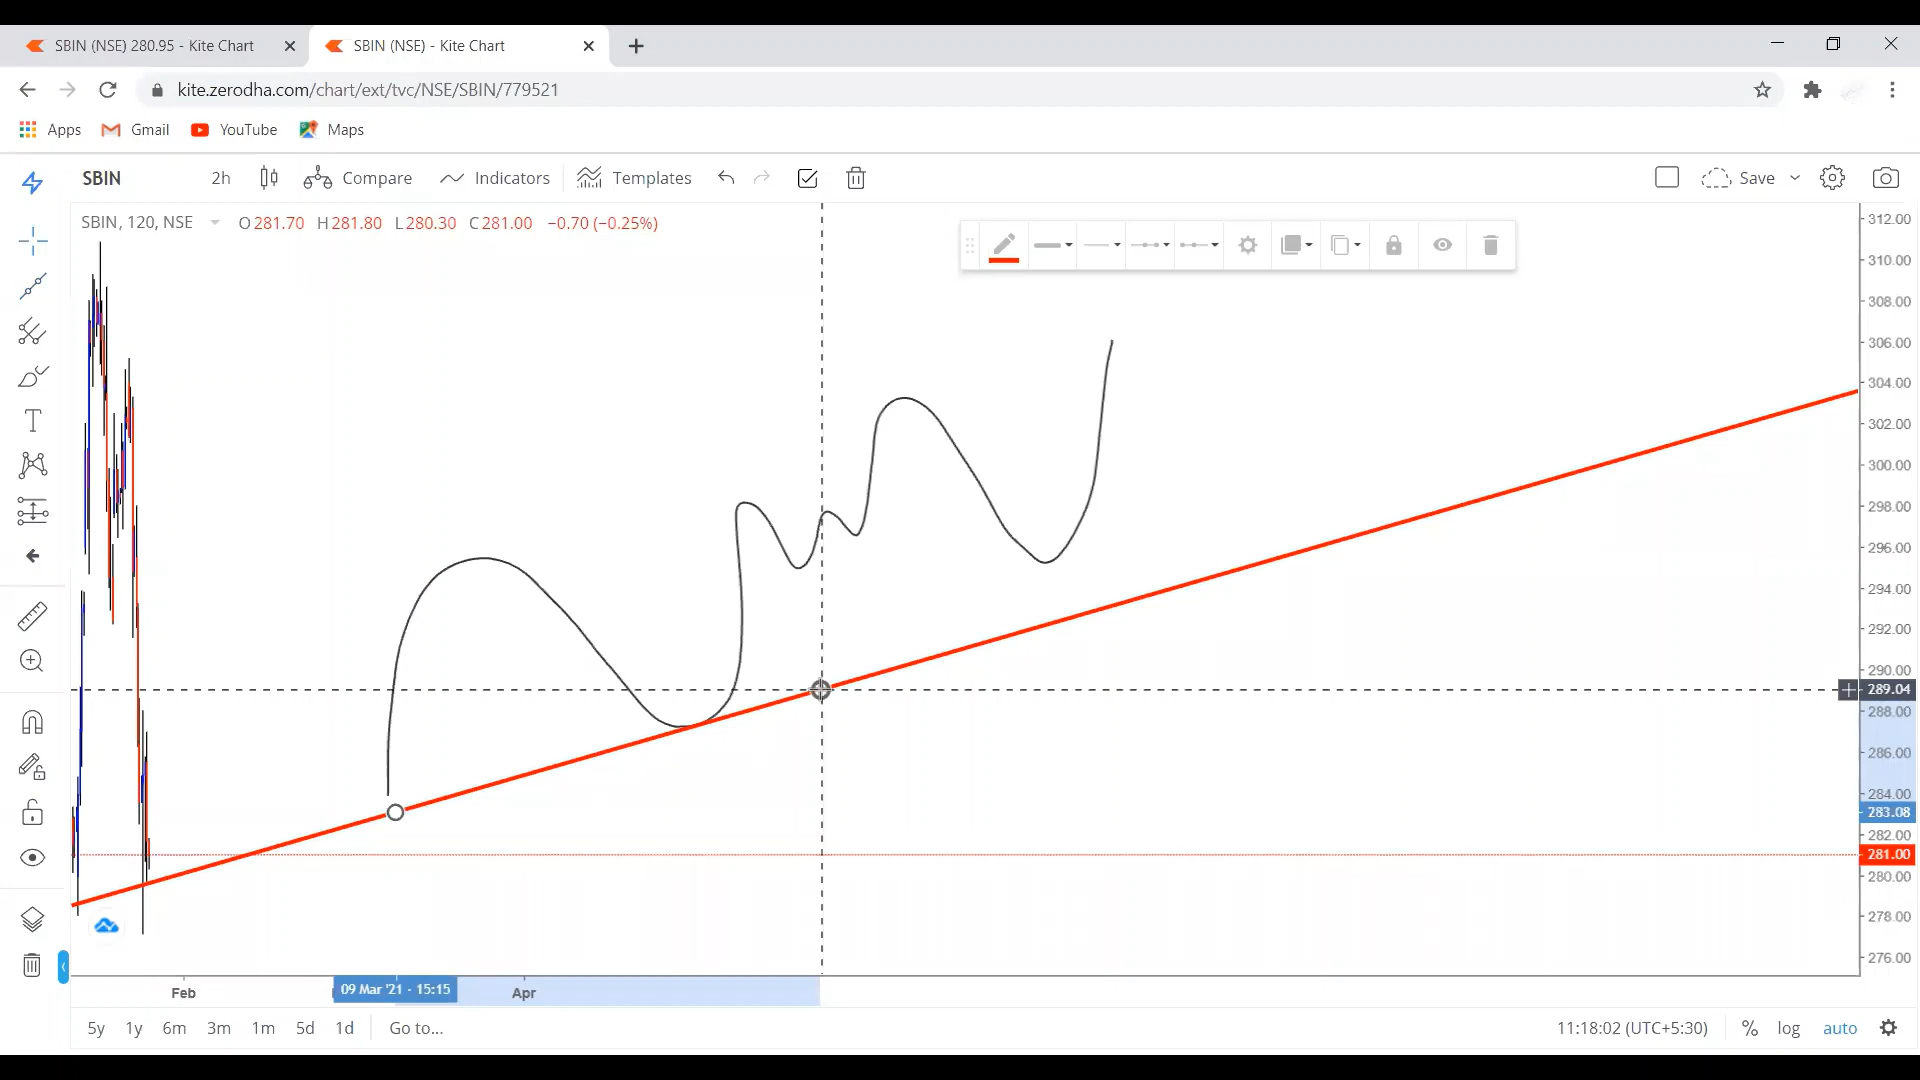 SBIN (NSE) 280.95 - Kite Chart
SBIN (NSE) - Kite Chart
kite.zerodha.com/chart/ext/tvc/NSE/SBIN/779521
Apps Gmail YouTube Maps
SBIN 2h Compare Indicators Templates Save
SBIN, 120, NSE O281.70 H281.80 L280.30 C281.00 −0.70 (−0.25%)
312.00
310.00
308.00
306.00
304.00
302.00
300.00
298.00
296.00
294.00
292.00
290.00
289.04
288.00
286.00
284.00
283.08
282.00
281.00
280.00
278.00
276.00
Feb 09 Mar '21 - 15:15 Apr
5y 1y 6m 3m 1m 5d 1d Go to... 11:18:02 (UTC+5:30) % log auto